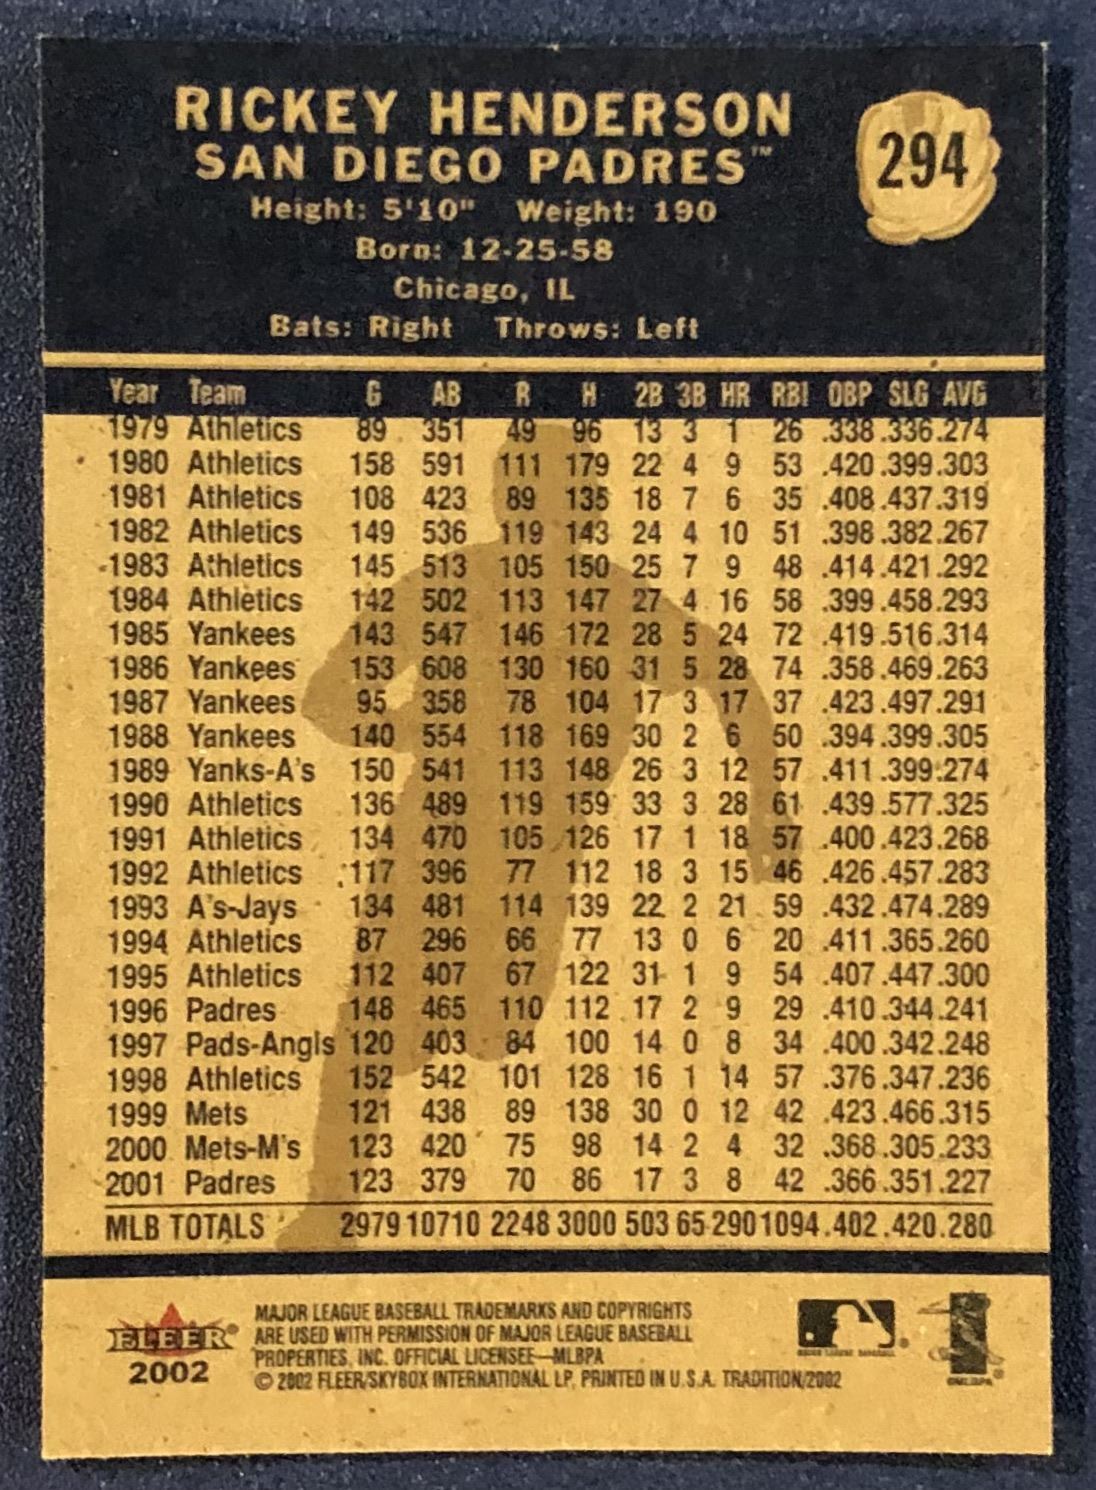 RICKEY HENDERSON
294
SAN DIEGO PADRES™
Height: 5'10" Weight: 190
Born: 12-25-58
Chicago, IL
Bats: Right Throws: Left
Year Team G AB R H 2B 3B HR RBI OBP SLG AVG
1979 Athletics 89 351 49 96 13 3 1 26 .338 .336 .274
1980 Athletics 158 591 111 179 22 4 9 53 .420 .399 .303
1981 Athletics 108 423 89 135 18 7 6 35 .408 .437 .319
1982 Athletics 149 536 119 143 24 4 10 51 .398 .382 .267
1983 Athletics 145 513 105 150 25 7 9 48 .414 .421 .292
1984 Athletics 142 502 113 147 27 4 16 58 .399 .458 .293
1985 Yankees 143 547 146 172 28 5 24 72 .419 .516 .314
1986 Yankees 153 608 130 160 31 5 28 74 .358 .469 .263
1987 Yankees 95 358 78 104 17 3 17 37 .423 .497 .291
1988 Yankees 140 554 118 169 30 2 6 50 .394 .399 .305
1989 Yanks-A's 150 541 113 148 26 3 12 57 .411 .399 .274
1990 Athletics 136 489 119 159 33 3 28 61 .439 .577 .325
1991 Athletics 134 470 105 126 17 1 18 57 .400 .423 .268
1992 Athletics 117 396 77 112 18 3 15 46 .426 .457 .283
1993 A's-Jays 134 481 114 139 22 2 21 59 .432 .474 .289
1994 Athletics 87 296 66 77 13 0 6 20 .411 .365 .260
1995 Athletics 112 407 67 122 31 1 9 54 .407 .447 .300
1996 Padres 148 465 110 112 17 2 9 29 .410 .344 .241
1997 Pads-Angls 120 403 84 100 14 0 8 34 .400 .342 .248
1998 Athletics 152 542 101 128 16 1 14 57 .376 .347 .236
1999 Mets 121 438 89 138 30 0 12 42 .423 .466 .315
2000 Mets-M's 123 420 75 98 14 2 4 32 .368 .305 .233
2001 Padres 123 379 70 86 17 3 8 42 .366 .351 .227
MLB TOTALS 2979 10710 2248 3000 503 65 290 1094 .402 .420 .280
FLEER®
2002
MAJOR LEAGUE BASEBALL TRADEMARKS AND COPYRIGHTS
ARE USED WITH PERMISSION OF MAJOR LEAGUE BASEBALL
PROPERTIES, INC. OFFICIAL LICENSEE—MLBPA
© 2002 FLEER/SKYBOX INTERNATIONAL LP, PRINTED IN U.S.A. TRADITION/2002